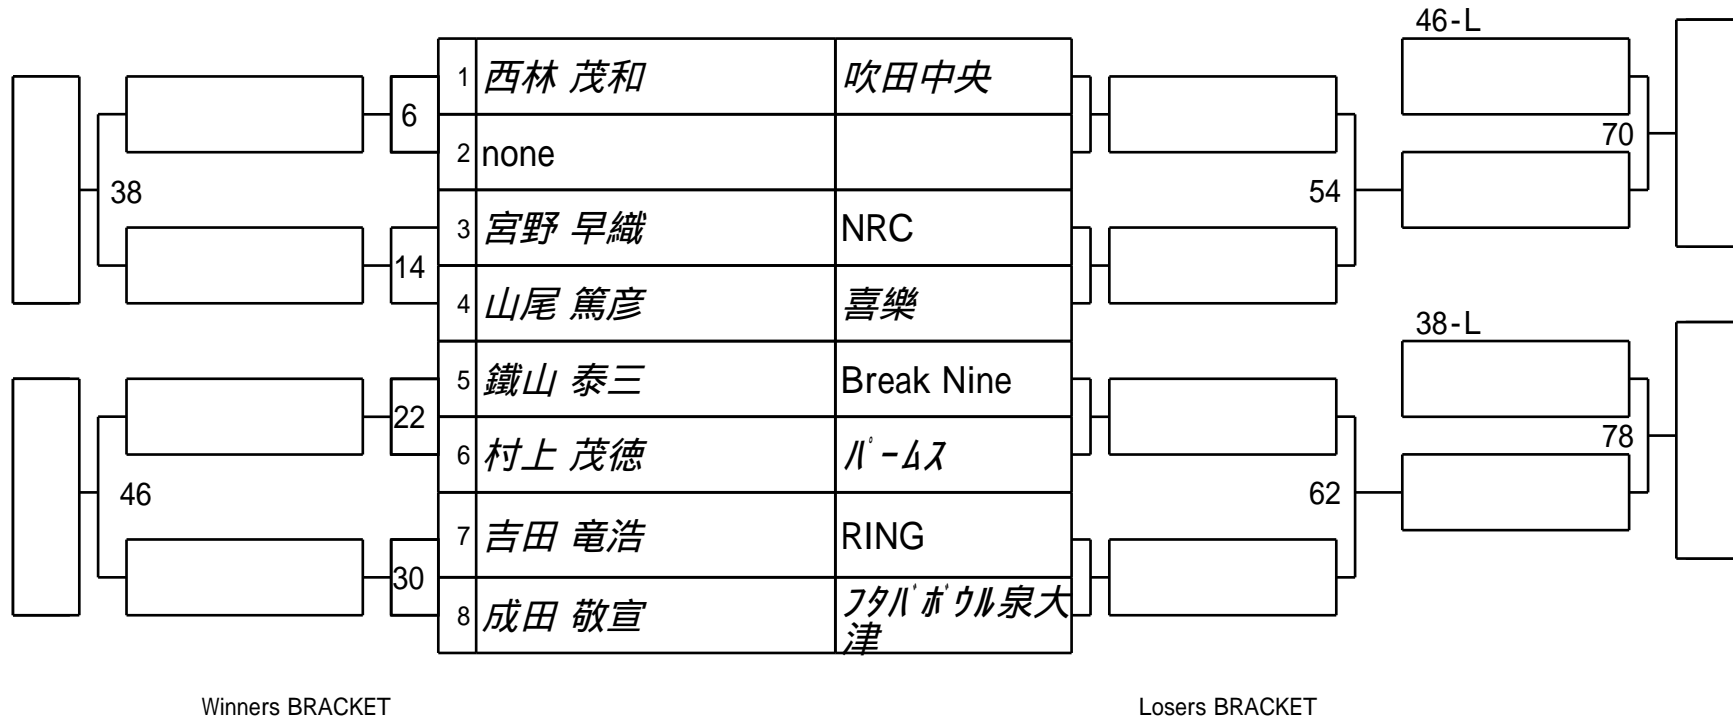 46-L
1 西林 茂和 吹田中央
6
2 none
70
38
54
3 宮野 早織 NRC
14
4 山尾 篤彦 喜樂
38-L
5 鐵山 泰三 Break Nine
22
6 村上 茂徳 ﾊﾟｰﾑｽ
78
46
62
7 吉田 竜浩 RING
30
8 成田 敬宣 ﾌﾀﾊﾞﾎﾞｳﾙ泉大
津
Winners BRACKET
Losers BRACKET